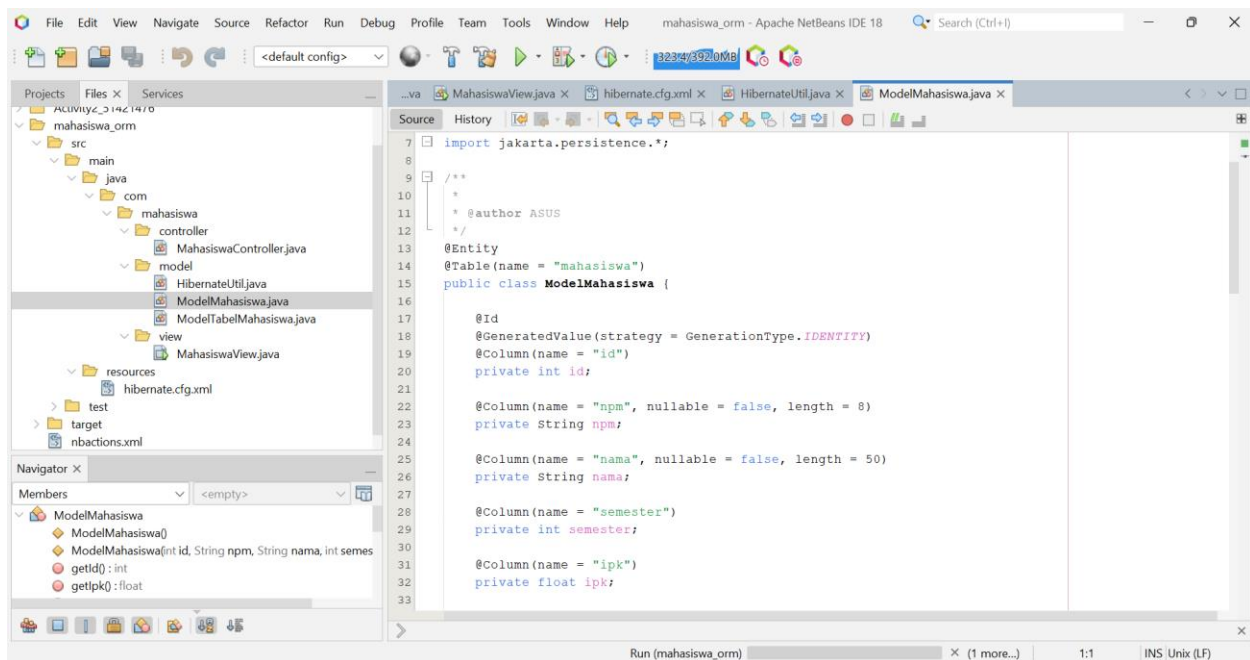 File Edit View Navigate Source Refactor Run Debug Profile Team Tools Window Help mahasiswa_orm - Apache NetBeans IDE 18 Search (Ctrl+I)
<default config> 323.4/392.0MB
Projects Files Services
Activity2_51421476
mahasiswa_orm
src
main
java
com
mahasiswa
controller
MahasiswaController.java
model
HibernateUtil.java
ModelMahasiswa.java
ModelTabelMahasiswa.java
view
MahasiswaView.java
resources
hibernate.cfg.xml
test
target
nbactions.xml
Navigator
Members <empty>
ModelMahasiswa
ModelMahasiswa()
ModelMahasiswa(int id, String npm, String nama, int semes
getId() : int
getIpk() : float
...va MahasiswaView.java hibernate.cfg.xml HibernateUtil.java ModelMahasiswa.java
Source History
7 import jakarta.persistence.*;
8
9 /**
10 *
11 * @author ASUS
12 */
13 @Entity
14 @Table(name = "mahasiswa")
15 public class ModelMahasiswa {
16
17 @Id
18 @GeneratedValue(strategy = GenerationType.IDENTITY)
19 @Column(name = "id")
20 private int id;
21
22 @Column(name = "npm", nullable = false, length = 8)
23 private String npm;
24
25 @Column(name = "nama", nullable = false, length = 50)
26 private String nama;
27
28 @Column(name = "semester")
29 private int semester;
30
31 @Column(name = "ipk")
32 private float ipk;
33
Run (mahasiswa_orm) (1 more...) 1:1 INS Unix (LF)